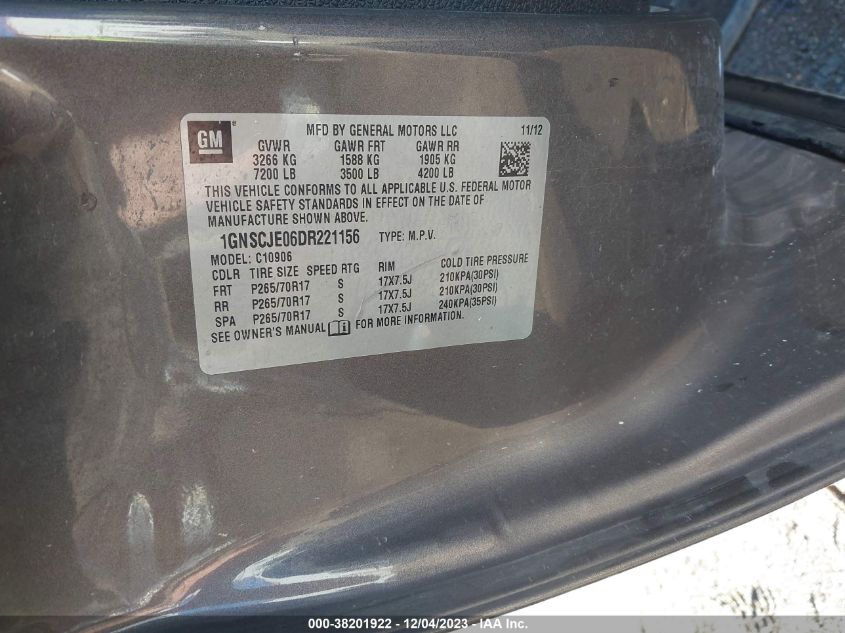 GM
MFD BY GENERAL MOTORS LLC 11/12
GVWR GAWR FRT GAWR RR
3266 KG 1588 KG 1905 KG
7200 LB 3500 LB 4200 LB
THIS VEHICLE CONFORMS TO ALL APPLICABLE U.S. FEDERAL MOTOR
VEHICLE SAFETY STANDARDS IN EFFECT ON THE DATE OF
MANUFACTURE SHOWN ABOVE.
1GNSCJE06DR221156 TYPE: M.P.V.
MODEL: C10906
CDLR TIRE SIZE SPEED RTG RIM COLD TIRE PRESSURE
FRT P265/70R17 S 17X7.5J 210KPA(30PSI)
RR P265/70R17 S 17X7.5J 210KPA(30PSI)
SPA P265/70R17 S 17X7.5J 240KPA(35PSI)
SEE OWNER'S MANUAL FOR MORE INFORMATION.
000-38201922 - 12/04/2023 - © IAA Inc.